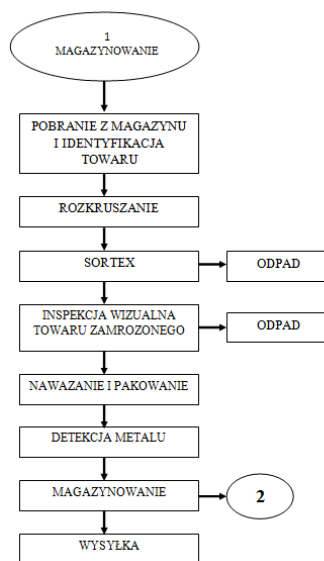 1
MAGAZYNOWANIE
POBRANIE Z MAGAZYNU
I IDENTYFIKACJA
TOWARU
ROZKRUSZANIE
SORTEX
ODPAD
INSPEKCJA WIZUALNA
TOWARU ZAMROZONEGO
ODPAD
NAWAZANIE I PAKOWANIE
DETEKCJA METALU
MAGAZYNOWANIE
2
WYSYŁKA